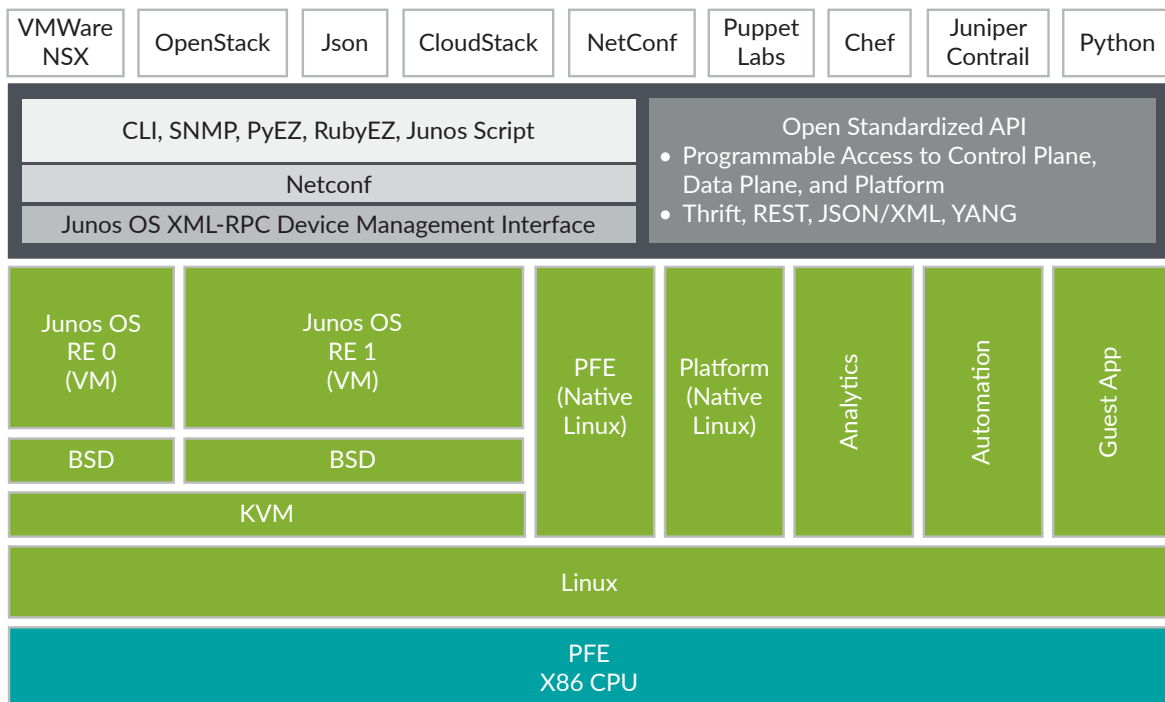 VMWare
NSX
OpenStack
Json
CloudStack
NetConf
Puppet
Labs
Chef
Juniper
Contrail
Python
CLI, SNMP, PyEZ, RubyEZ, Junos Script
Netconf
Junos OS XML-RPC Device Management Interface
Open Standardized API
• Programmable Access to Control Plane,
Data Plane, and Platform
• Thrift, REST, JSON/XML, YANG
Junos OS
RE 0
(VM)
Junos OS
RE 1
(VM)
BSD
BSD
KVM
PFE
(Native
Linux)
Platform
(Native
Linux)
Analytics
Automation
Guest App
Linux
PFE
X86 CPU